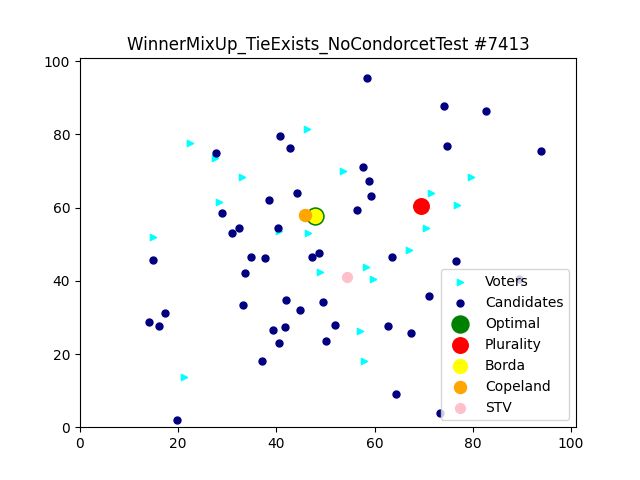 WinnerMixUp_TieExists_NoCondorcetTest #7413
100
80
60
40
20
0
0 20 40 60 80 100
Voters
Candidates
Optimal
Plurality
Borda
Copeland
STV